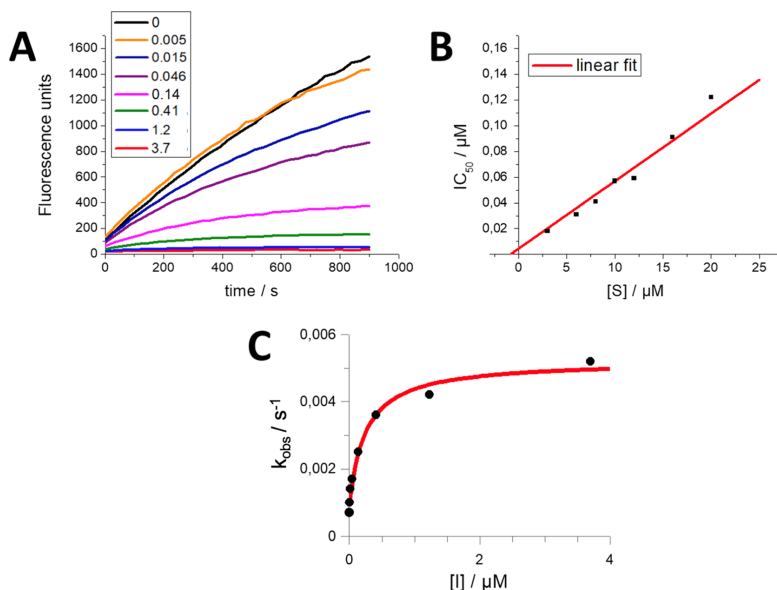 A
0
0.005
0.015
0.046
0.14
0.41
1.2
3.7
Fluorescence units
1600
1400
1200
1000
800
600
400
200
0
0 200 400 600 800 1000
time / s
B
linear fit
IC50 / µM
0,16
0,14
0,12
0,10
0,08
0,06
0,04
0,02
0 5 10 15 20 25
[S] / µM
C
kobs / s-1
0,006
0,004
0,002
0
0 2 4
[I] / µM